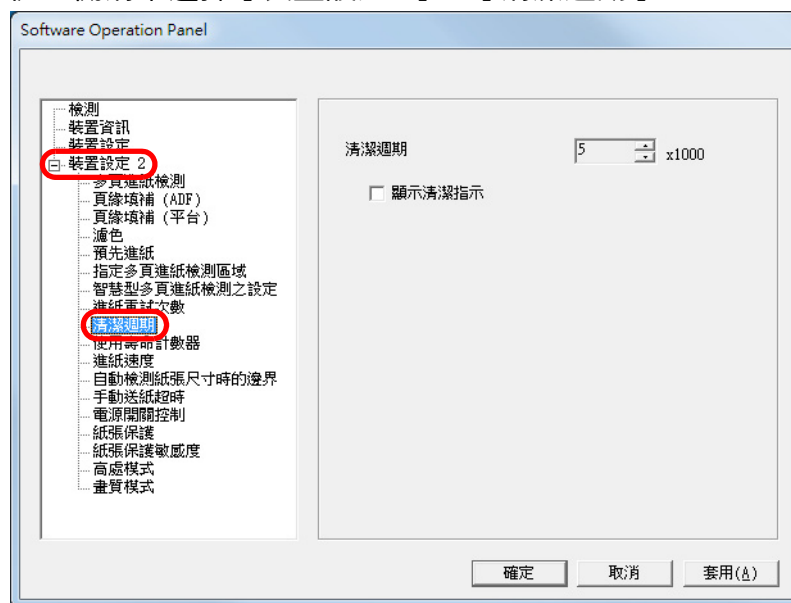 Software Operation Panel
檢測
裝置資訊
裝置設定
裝置設定 2
多頁進紙檢測
頁緣填補 (ADF)
頁緣填補 (平台)
濾色
預先進紙
指定多頁進紙檢測區域
智慧型多頁進紙檢測之設定
進紙重試次數
清潔週期
使用壽命計數器
進紙速度
自動檢測紙張尺寸時的邊界
手動送紙超時
電源開關控制
紙張保護
紙張保護敏感度
高處模式
畫質模式
清潔週期 5 x1000
顯示清潔指示
確定 取消 套用(A)